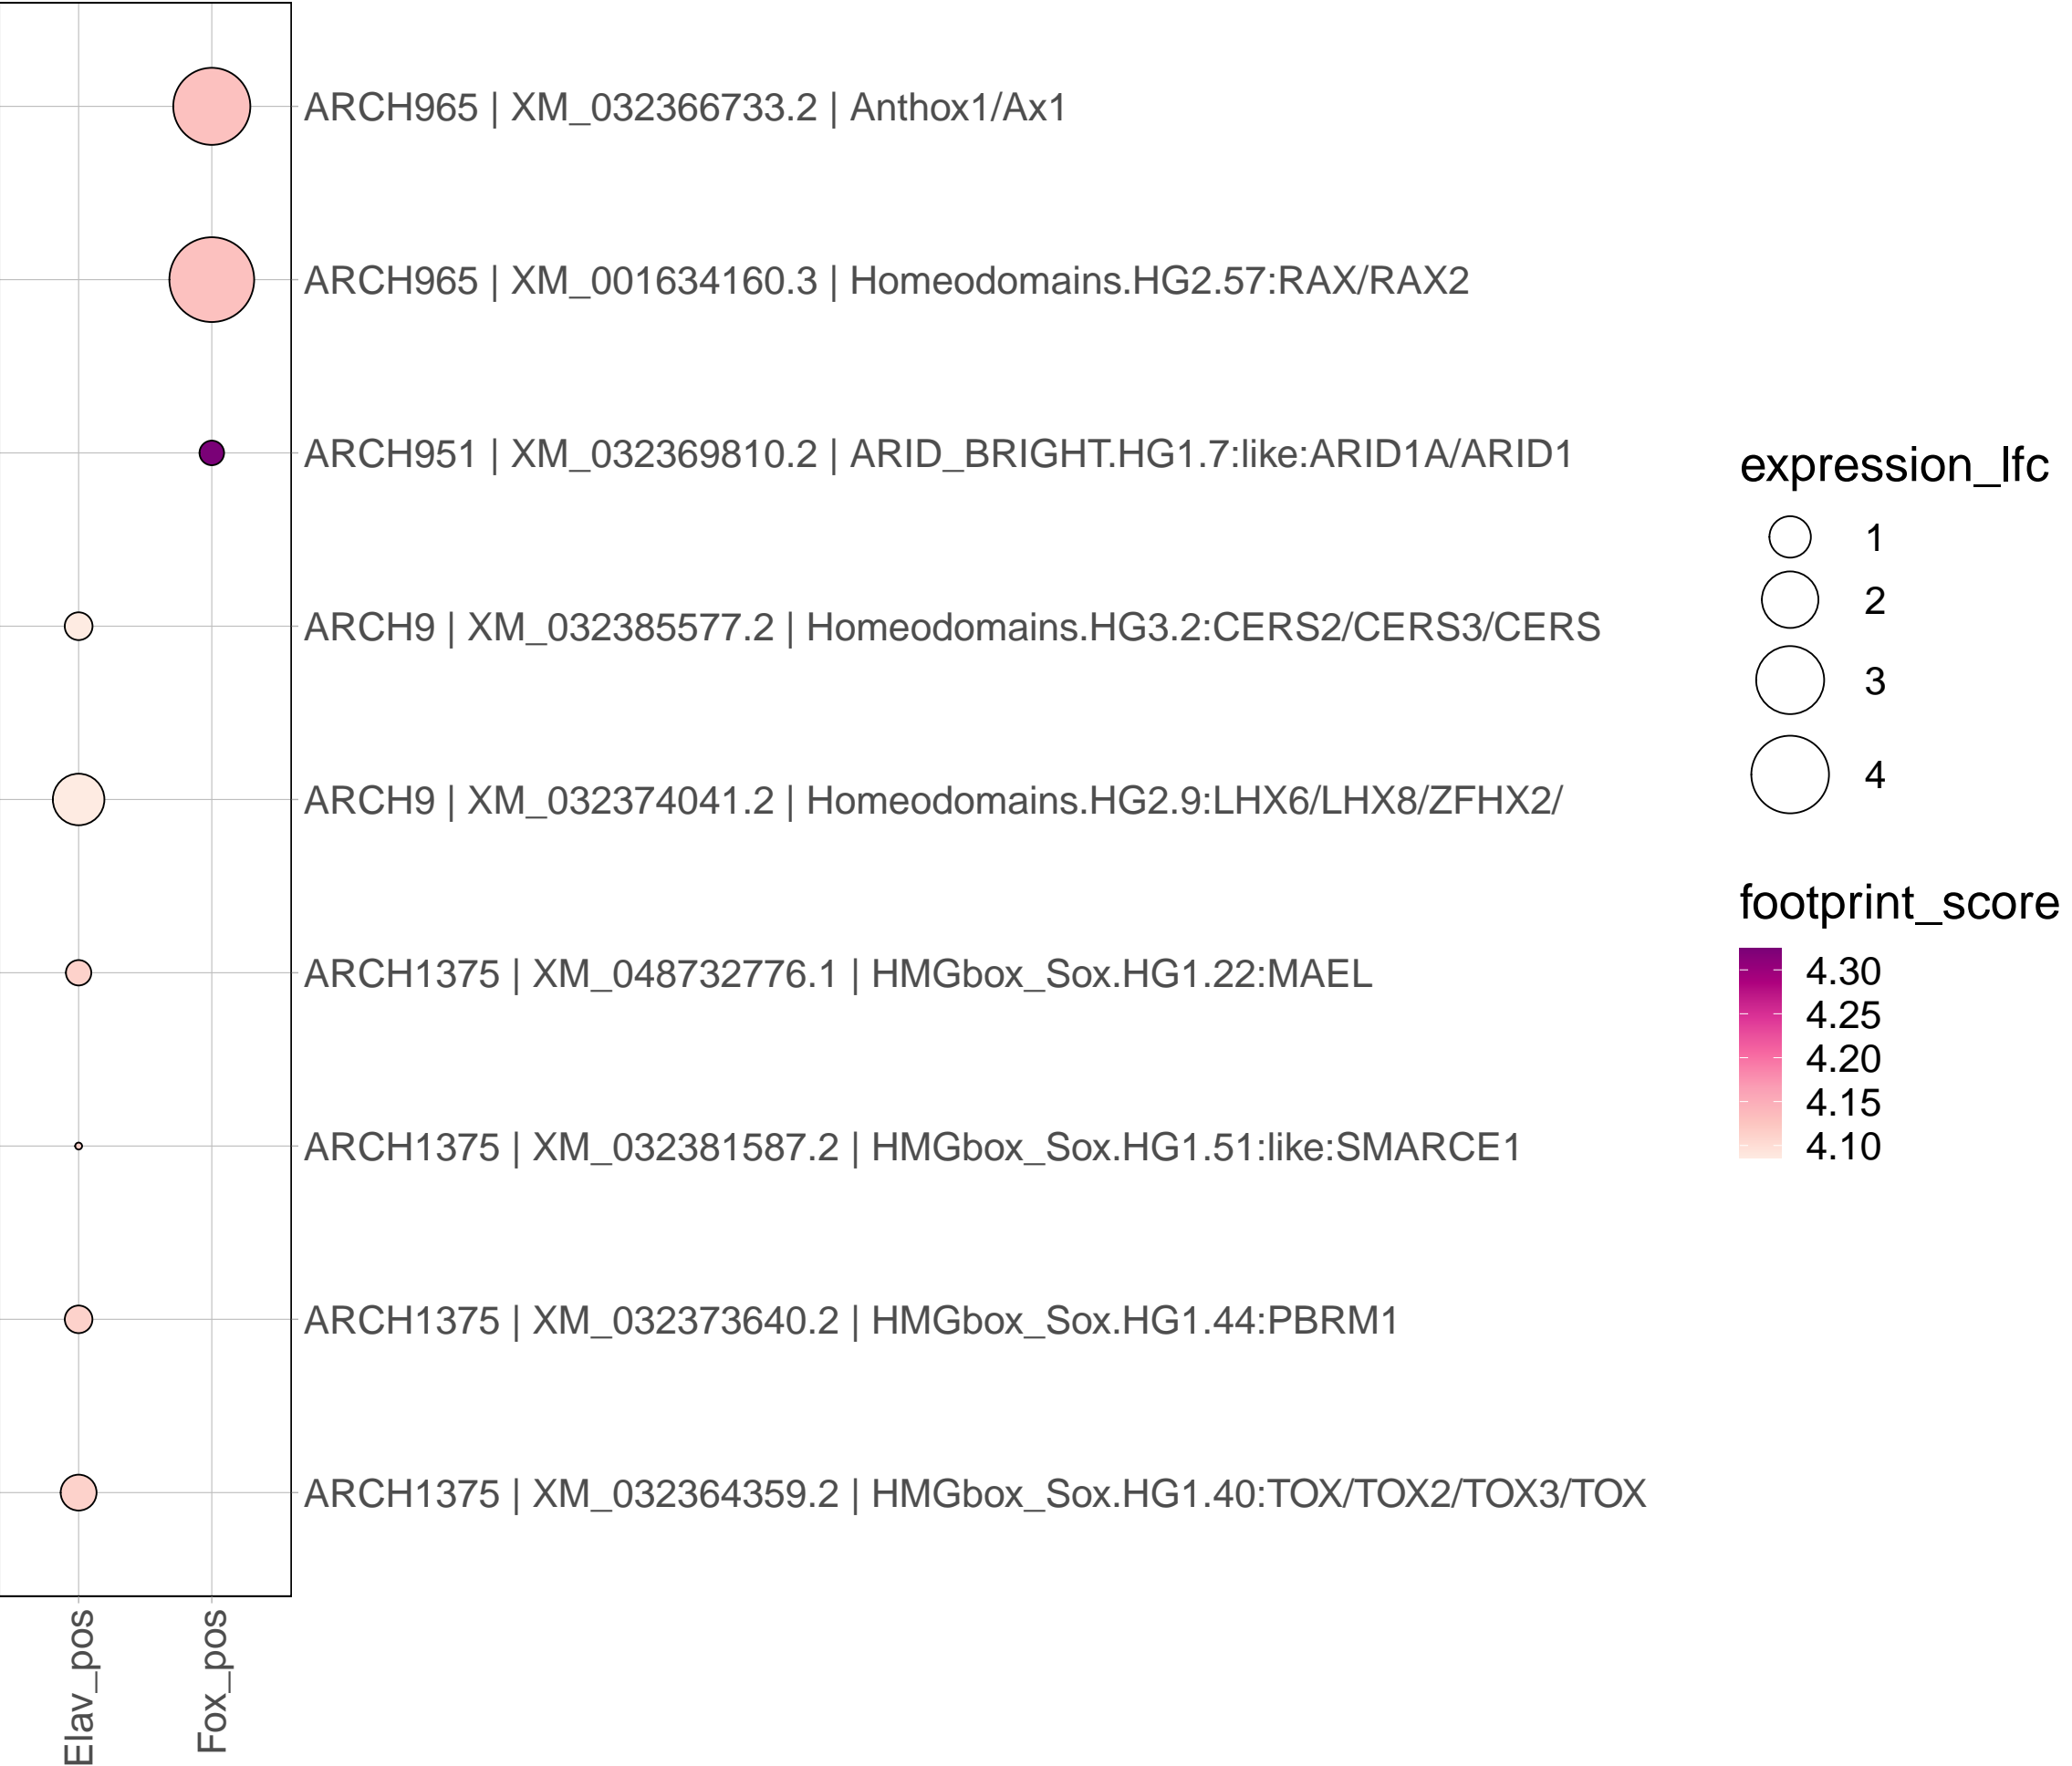 ARCH965 | XM_032366733.2 | Anthox1/Ax1
ARCH965 | XM_001634160.3 | Homeodomains.HG2.57:RAX/RAX2
ARCH951 | XM_032369810.2 | ARID_BRIGHT.HG1.7:like:ARID1A/ARID1
ARCH9 | XM_032385577.2 | Homeodomains.HG3.2:CERS2/CERS3/CERS
ARCH9 | XM_032374041.2 | Homeodomains.HG2.9:LHX6/LHX8/ZFHX2/
ARCH1375 | XM_048732776.1 | HMGbox_Sox.HG1.22:MAEL
ARCH1375 | XM_032381587.2 | HMGbox_Sox.HG1.51:like:SMARCE1
ARCH1375 | XM_032373640.2 | HMGbox_Sox.HG1.44:PBRM1
ARCH1375 | XM_032364359.2 | HMGbox_Sox.HG1.40:TOX/TOX2/TOX3/TOX
Elav_pos
Fox_pos
expression_lfc
1
2
3
4
footprint_score
4.30
4.25
4.20
4.15
4.10